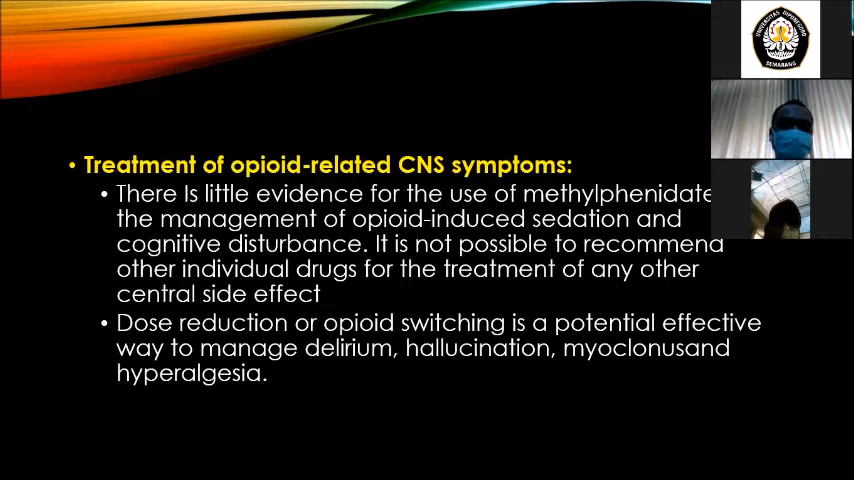 UNIVERSITAS DIPONEGORO
SEMARANG
• Treatment of opioid-related CNS symptoms:
• There Is little evidence for the use of methylphenidate
the management of opioid-induced sedation and
cognitive disturbance. It is not possible to recommend
other individual drugs for the treatment of any other
central side effect
• Dose reduction or opioid switching is a potential effective
way to manage delirium, hallucination, myoclonusand
hyperalgesia.